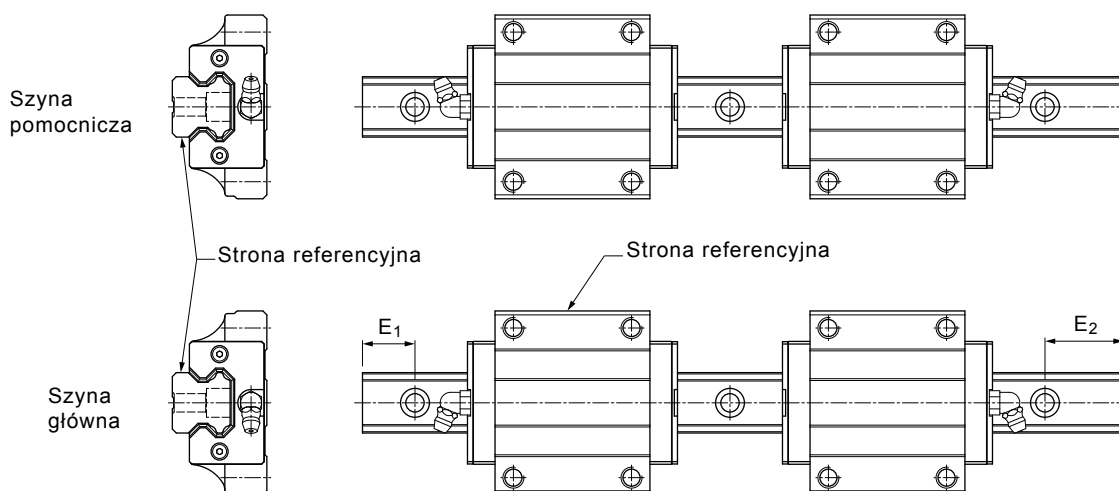 Szyna
pomocnicza
Strona referencyjna
Strona referencyjna
E1
E2
Szyna
główna